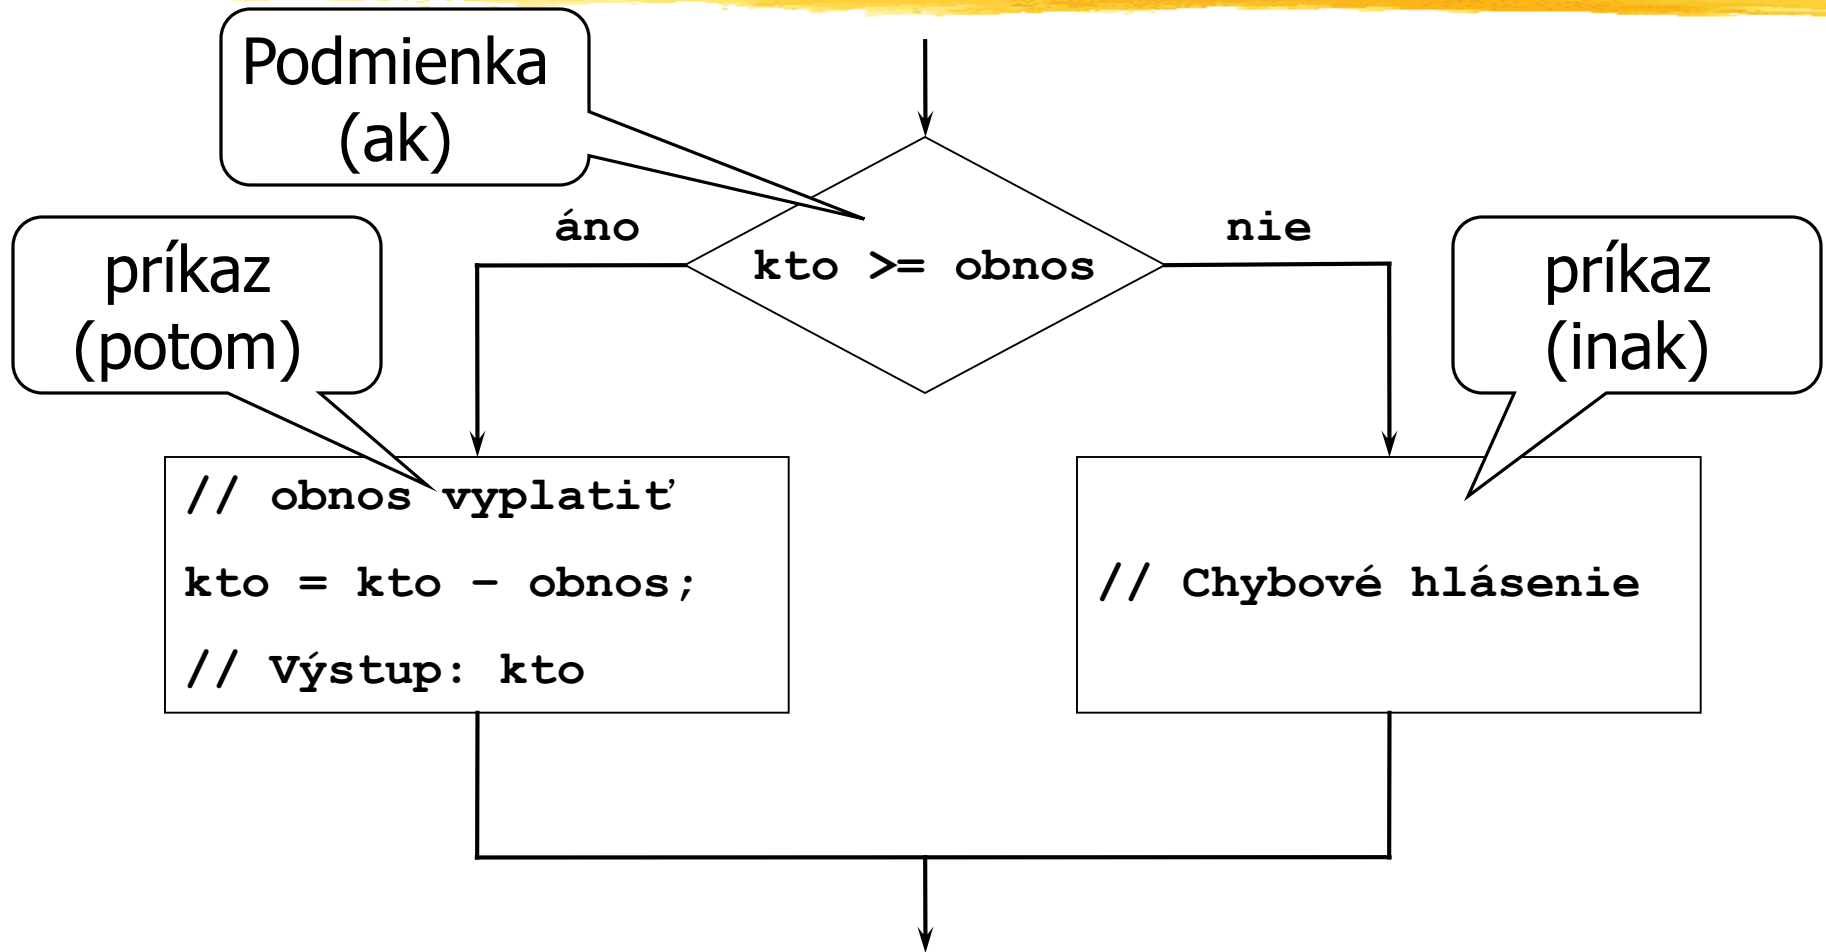 Podmienka
(ak)
áno
nie
kto >= obnos
príkaz
(potom)
príkaz
(inak)
// obnos vyplatiť
kto = kto – obnos;
// Výstup: kto
// Chybové hlásenie